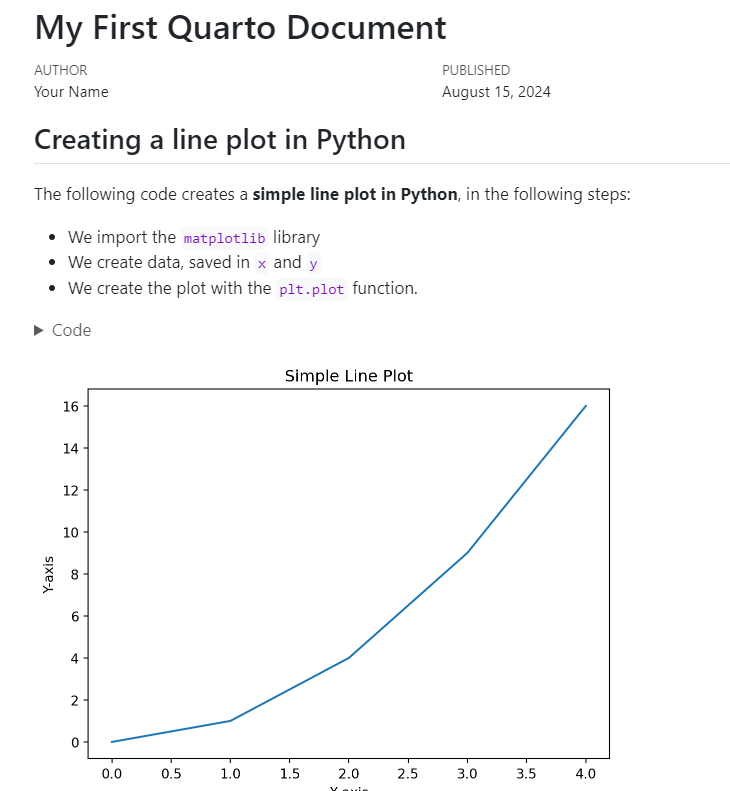 My First Quarto Document
AUTHOR PUBLISHED
Your Name August 15, 2024
Creating a line plot in Python
The following code creates a simple line plot in Python, in the following steps:
We import the matplotlib library
We create data, saved in x and y
We create the plot with the plt.plot function.
Code
Simple Line Plot
16
14
12
10
8
Y-axis
6
4
2
0
0.0 0.5 1.0 1.5 2.0 2.5 3.0 3.5 4.0
X-axis